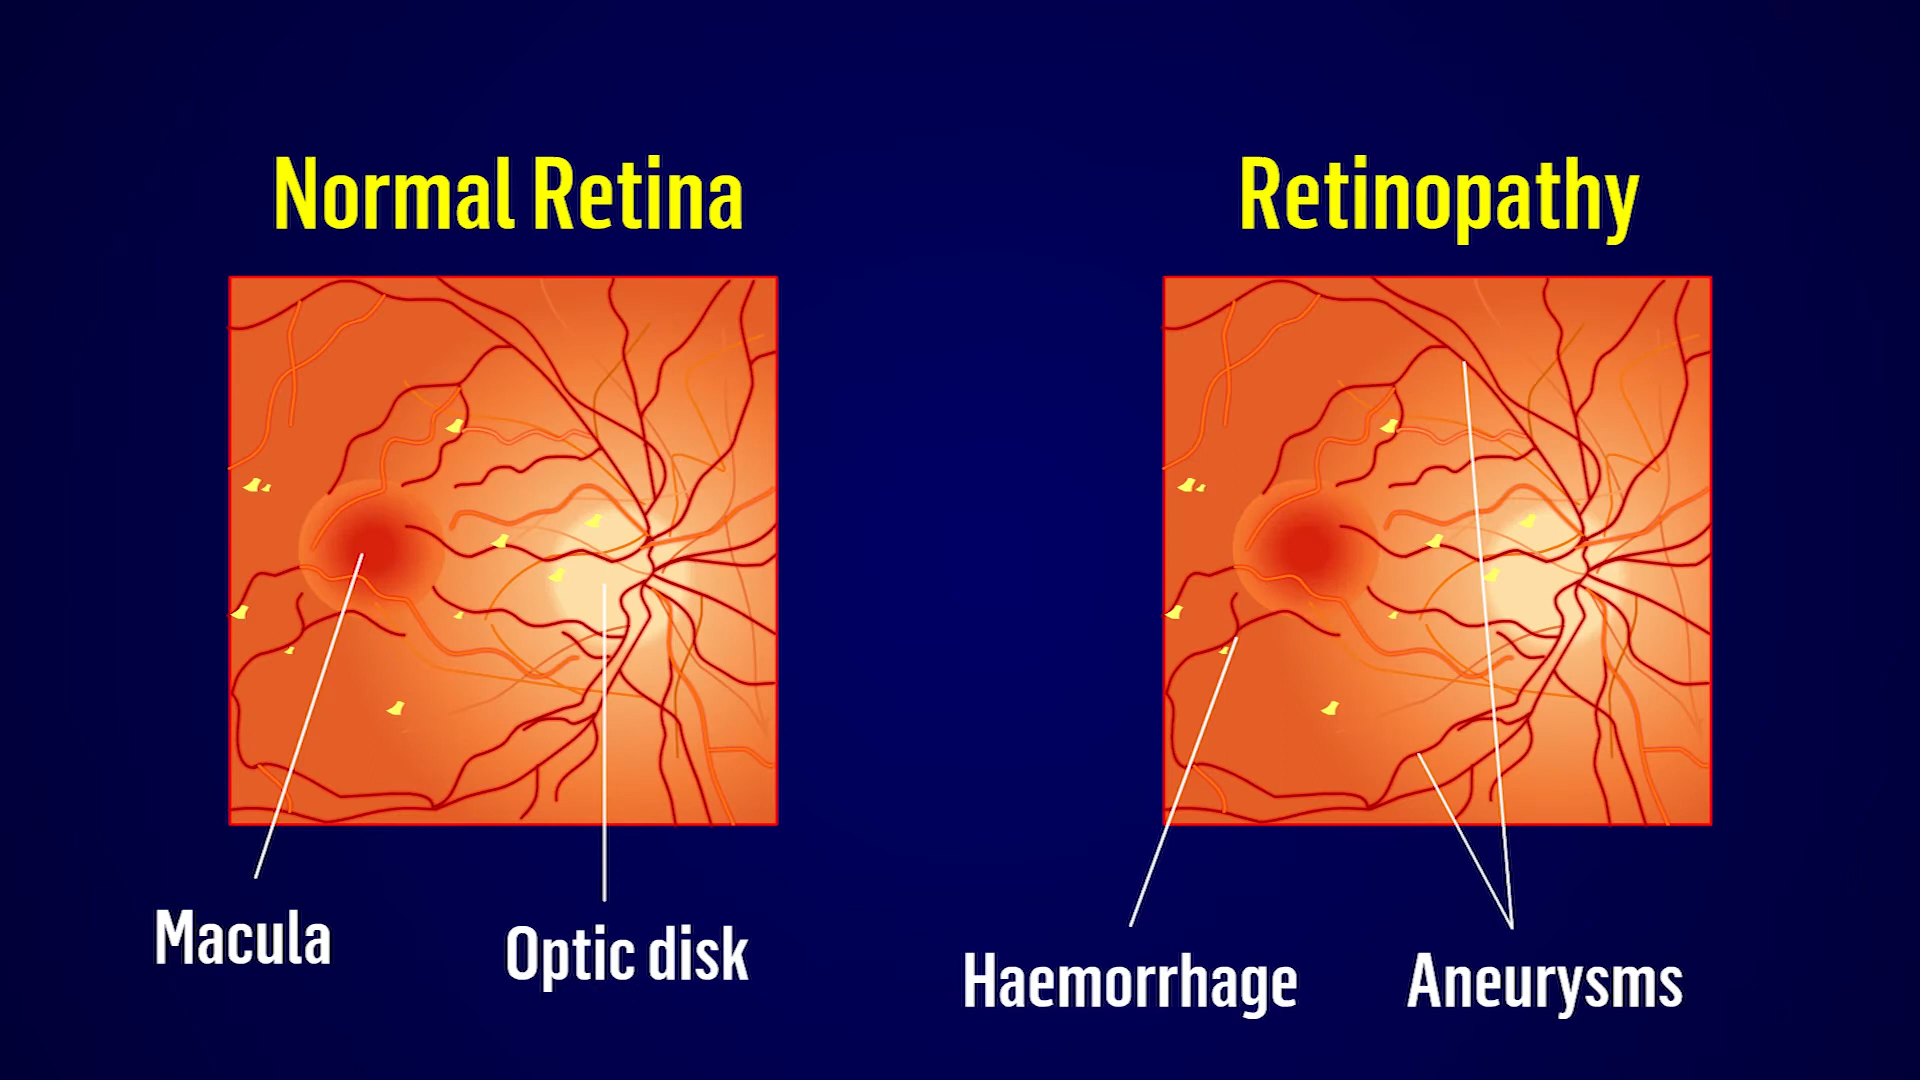 Normal Retina
Retinopathy
Macula
Optic disk
Haemorrhage
Aneurysms